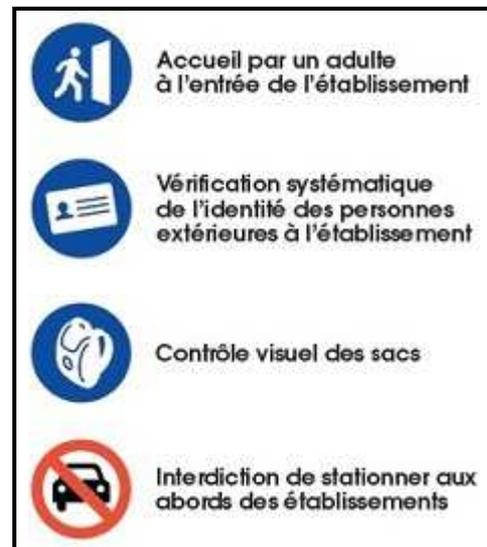 Accueil par un adulte
à l'entrée de l'établissement
Vérification systématique
de l'identité des personnes
extérieures à l'établissement
Contrôle visuel des sacs
Interdiction de stationner aux
abords des établissements